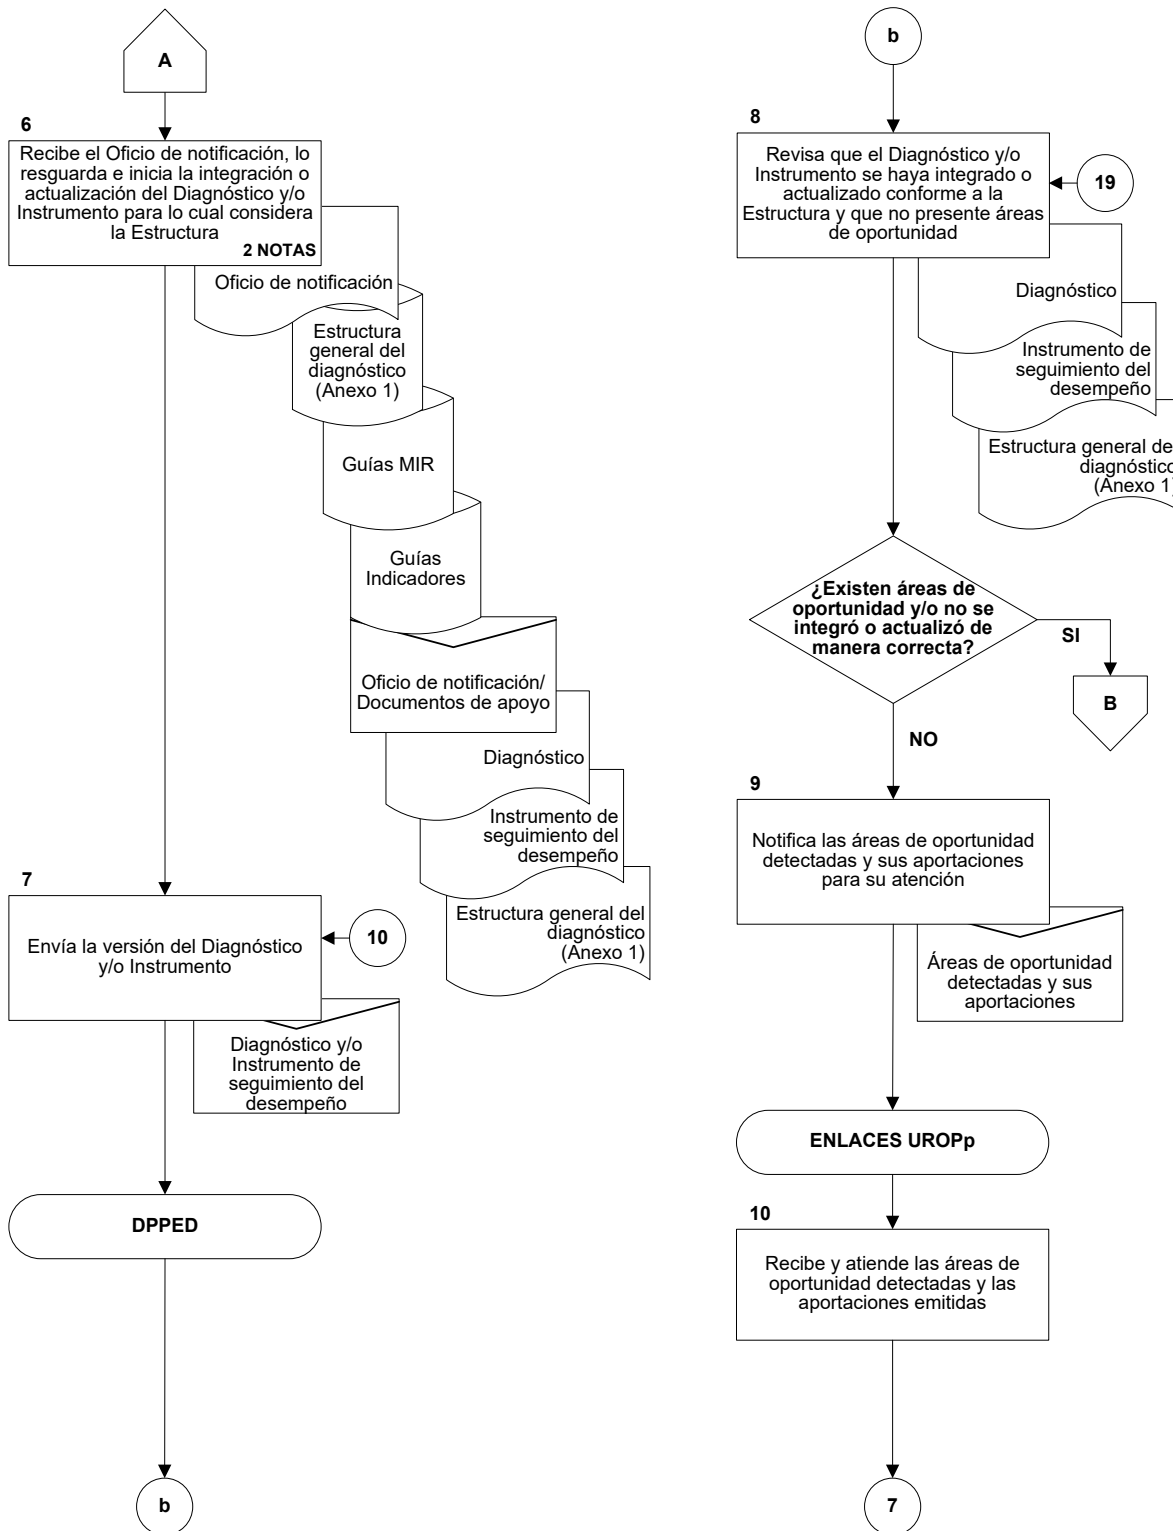 A
6
Recibe el Oficio de notificación, lo
resguarda e inicia la integración o
actualización del Diagnóstico y/o
Instrumento para lo cual considera
la Estructura
2 NOTAS
Oficio de notificación
Estructura
general del
diagnóstico
(Anexo 1)
Guías MIR
Guías
Indicadores
Oficio de notificación/
Documentos de apoyo
Diagnóstico
Instrumento de
seguimiento del
desempeño
Estructura general del
diagnóstico
(Anexo 1)
7
Envía la versión del Diagnóstico
y/o Instrumento
10
Diagnóstico y/o
Instrumento de
seguimiento del
desempeño
DPPED
b
b
8
Revisa que el Diagnóstico y/o
Instrumento se haya integrado o
actualizado conforme a la
Estructura y que no presente áreas
de oportunidad
19
Diagnóstico
Instrumento de
seguimiento del
desempeño
Estructura general de
diagnóstico
(Anexo 1)
¿Existen áreas de
oportunidad y/o no se
integró o actualizó de
manera correcta?
SI
B
NO
9
Notifica las áreas de oportunidad
detectadas y sus aportaciones
para su atención
Áreas de oportunidad
detectadas y sus
aportaciones
ENLACES UROPp
10
Recibe y atiende las áreas de
oportunidad detectadas y las
aportaciones emitidas
7